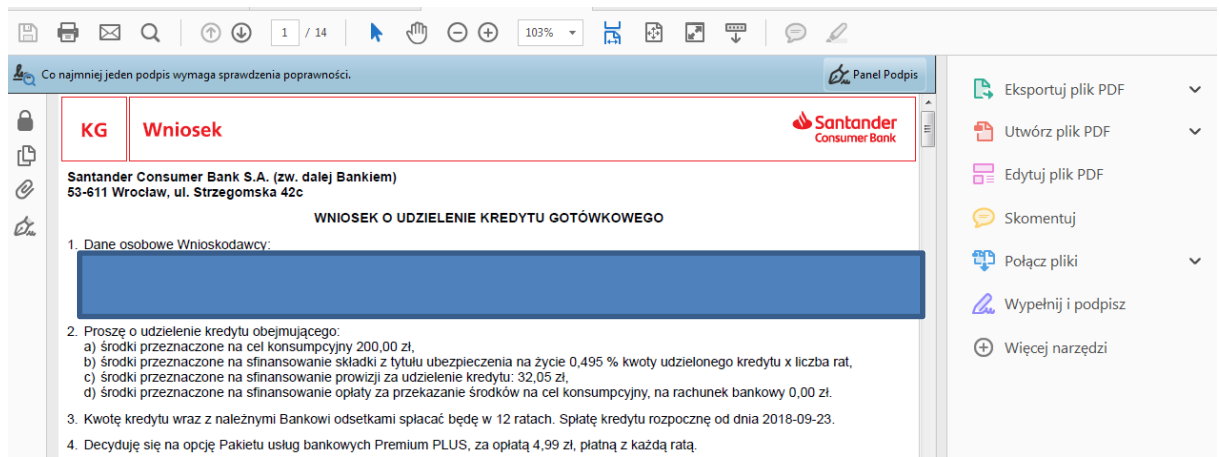 1 / 14
103%
Co najmniej jeden podpis wymaga sprawdzenia poprawności.
Panel Podpis
KG
Wniosek
Santander
Consumer Bank
Santander Consumer Bank S.A. (zw. dalej Bankiem)
53-611 Wrocław, ul. Strzegomska 42c
WNIOSEK O UDZIELENIE KREDYTU GOTÓWKOWEGO
1. Dane osobowe Wnioskodawcy:
2. Proszę o udzielenie kredytu obejmującego:
a) środki przeznaczone na cel konsumpcyjny 200,00 zł,
b) środki przeznaczone na sfinansowanie składki z tytułu ubezpieczenia na życie 0,495 % kwoty udzielonego kredytu x liczba rat,
c) środki przeznaczone na sfinansowanie prowizji za udzielenie kredytu: 32,05 zł,
d) środki przeznaczone na sfinansowanie opłaty za przekazanie środków na cel konsumpcyjny, na rachunek bankowy 0,00 zł.
3. Kwotę kredytu wraz z należnymi Bankowi odsetkami spłacać będę w 12 ratach. Spłatę kredytu rozpocznę od dnia 2018-09-23.
4. Decyduję się na opcję Pakietu usług bankowych Premium PLUS, za opłatą 4,99 zł, płatną z każdą ratą.
Eksportuj plik PDF
Utwórz plik PDF
Edytuj plik PDF
Skomentuj
Połącz pliki
Wypełnij i podpisz
Więcej narzędzi